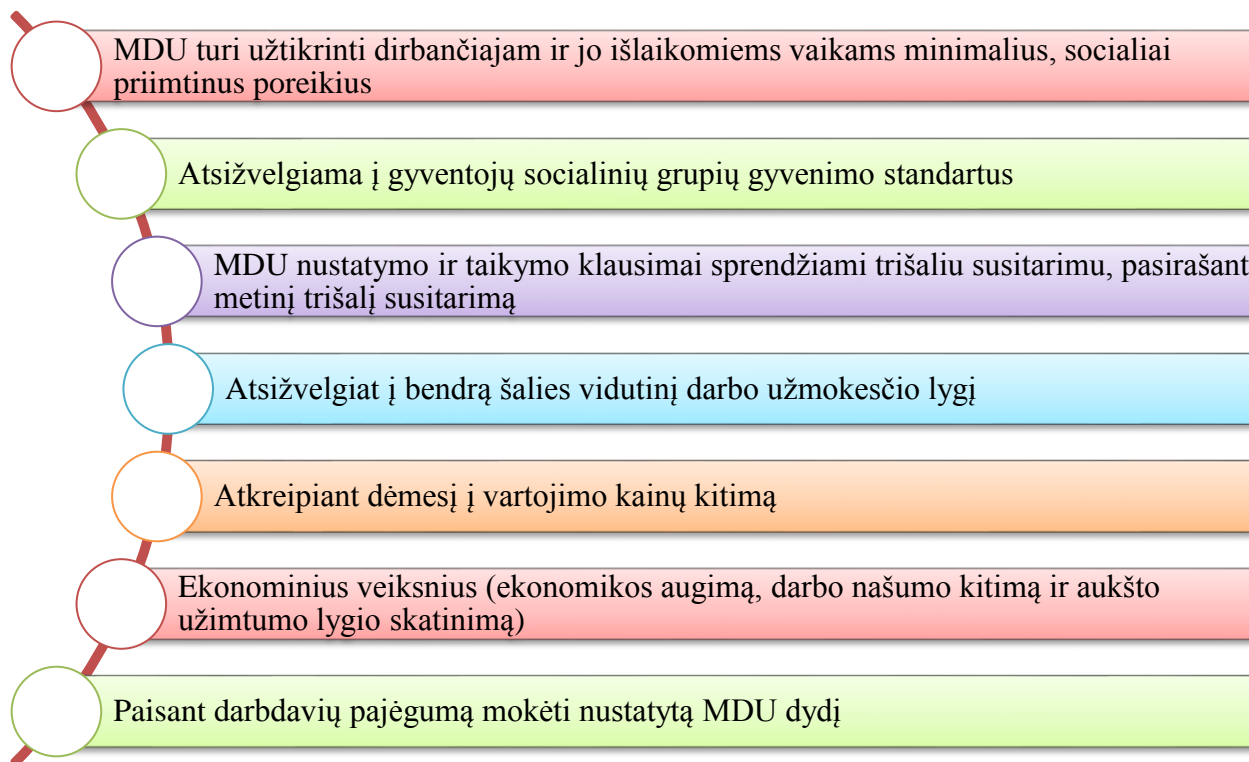 MDU turi užtikrinti dirbančiajam ir jo išlaikomiems vaikams minimalius, socialiai
priimtinus poreikius
Atsižvelgiama į gyventojų socialinių grupių gyvenimo standartus
MDU nustatymo ir taikymo klausimai sprendžiami trišaliu susitarimu, pasirašant
metinį trišalį susitarimą
Atsižvelgiat į bendrą šalies vidutinį darbo užmokesčio lygį
Atkreipiant dėmesį į vartojimo kainų kitimą
Ekonominius veiksnius (ekonomikos augimą, darbo našumo kitimą ir aukšto
užimtumo lygio skatinimą)
Paisant darbdavių pajėgumą mokėti nustatytą MDU dydį